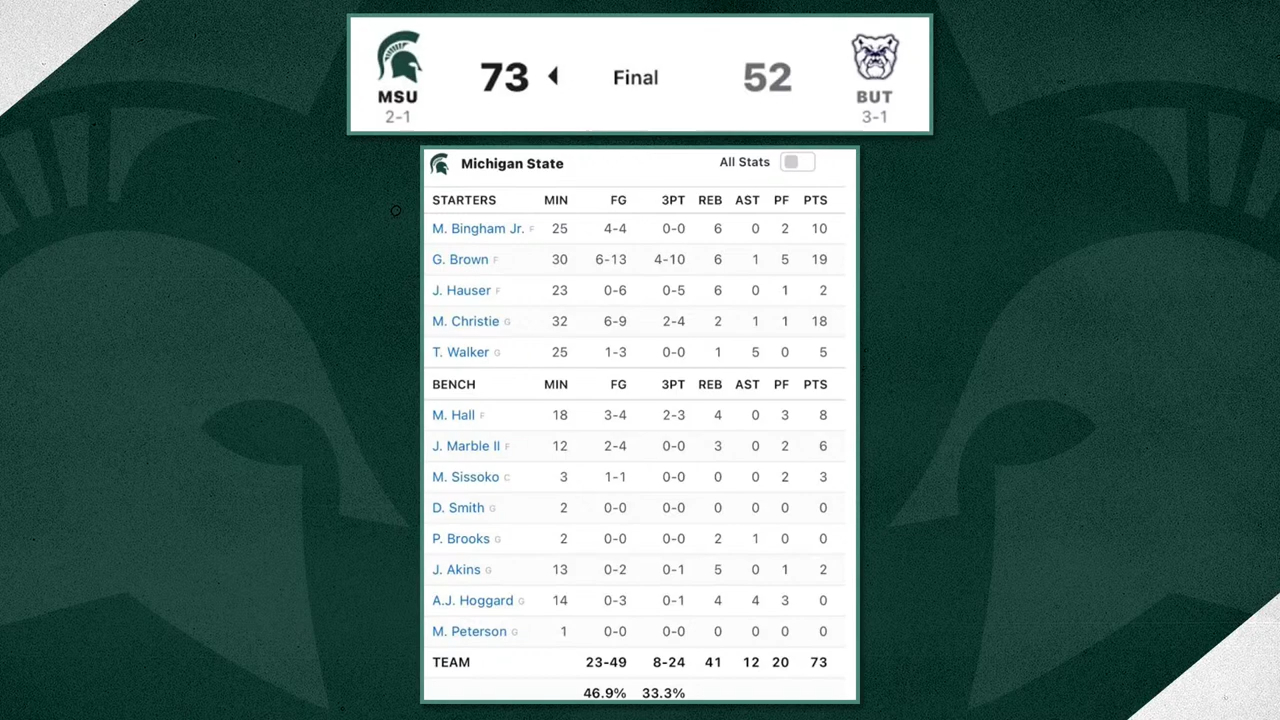 73 Final 52
MSU BUT
2-1 3-1
Michigan State All Stats
STARTERS MIN FG 3PT REB AST PF PTS
M. Bingham Jr. F 25 4-4 0-0 6 0 2 10
G. Brown F 30 6-13 4-10 6 1 5 19
J. Hauser F 23 0-6 0-5 6 0 1 2
M. Christie G 32 6-9 2-4 2 1 1 18
T. Walker G 25 1-3 0-0 1 5 0 5
BENCH MIN FG 3PT REB AST PF PTS
M. Hall F 18 3-4 2-3 4 0 3 8
J. Marble II F 12 2-4 0-0 3 0 2 6
M. Sissoko C 3 1-1 0-0 0 0 2 3
D. Smith G 2 0-0 0-0 0 0 0 0
P. Brooks G 2 0-0 0-0 2 1 0 0
J. Akins G 13 0-2 0-1 5 0 1 2
A.J. Hoggard G 14 0-3 0-1 4 4 3 0
M. Peterson G 1 0-0 0-0 0 0 0 0
TEAM 23-49 8-24 41 12 20 73
46.9% 33.3%